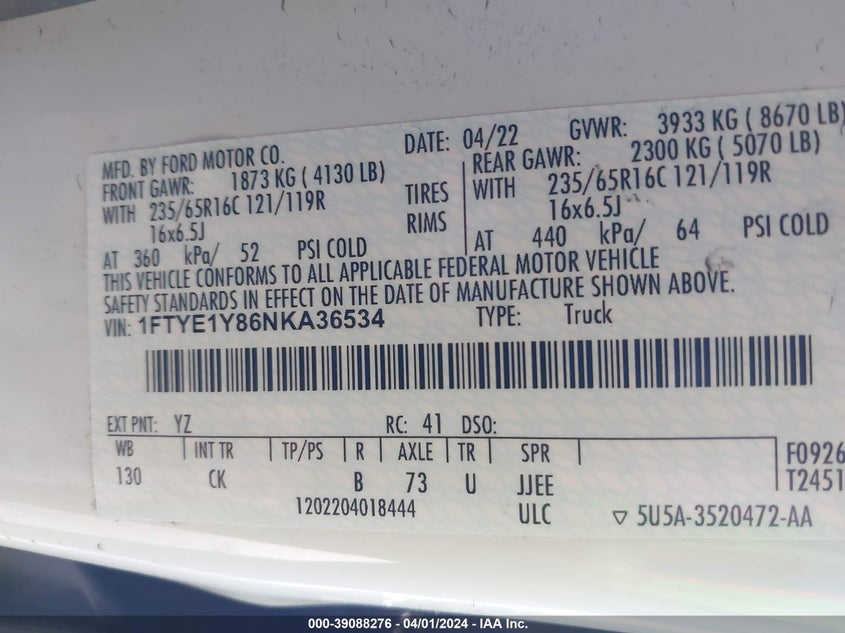 MFD. BY FORD MOTOR CO. DATE: 04/22 GVWR: 3933 KG ( 8670 LB)
FRONT GAWR: 1873 KG ( 4130 LB) REAR GAWR: 2300 KG ( 5070 LB)
WITH 235/65R16C 121/119R TIRES WITH 235/65R16C 121/119R
16x6.5J RIMS 16x6.5J
AT 360 kPa/ 52 PSI COLD AT 440 kPa/ 64 PSI COLD
THIS VEHICLE CONFORMS TO ALL APPLICABLE FEDERAL MOTOR VEHICLE
SAFETY STANDARDS IN EFFECT ON THE DATE OF MANUFACTURE SHOWN ABOVE.
VIN: 1FTYE1Y86NKA36534 TYPE: Truck
EXT PNT: YZ RC: 41 DSO:
WB INT TR TP/PS R AXLE TR SPR F0926
130 CK B 73 U JJEE T2451
1202204018444 ULC ▽ 5U5A-3520472-AA
000-39088276 - 04/01/2024 - IAA Inc.